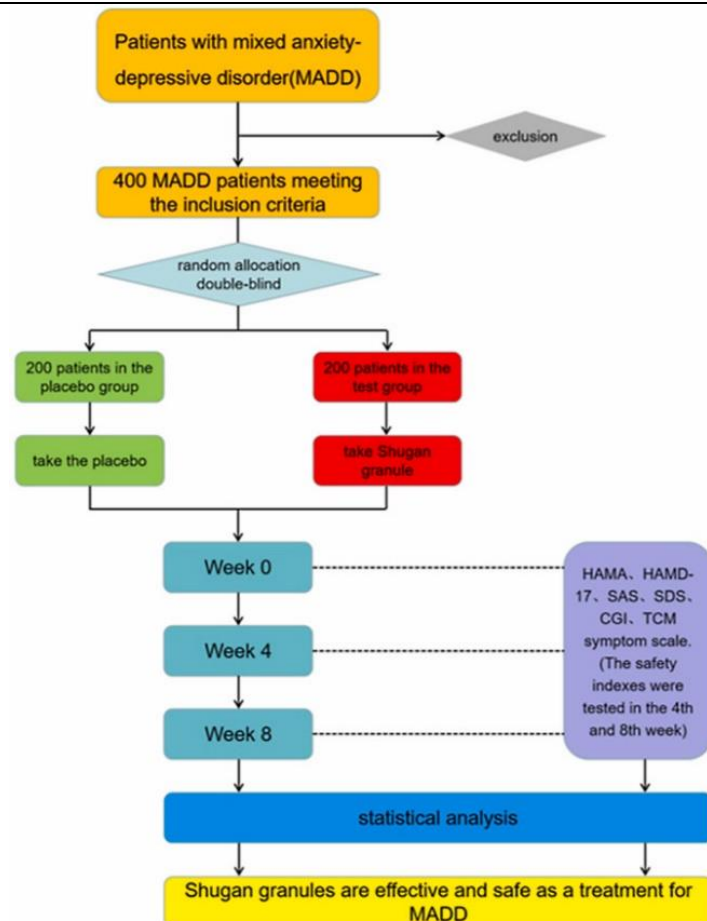 Patients with mixed anxiety-
depressive disorder(MADD)
exclusion
400 MADD patients meeting
the inclusion criteria
random allocation
double-blind
200 patients in the
placebo group
200 patients in the
test group
take the placebo
take Shugan
granule
Week 0
Week 4
Week 8
HAMA、HAMD-
17、SAS、SDS、
CGI、TCM
symptom scale.
(The safety
indexes were
tested in the 4th
and 8th week)
statistical analysis
Shugan granules are effective and safe as a treatment for
MADD